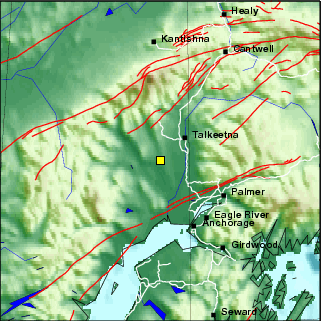 Healy
Kantishna
Cantwell
Talkeetna
Palmer
Eagle River
Anchorage
Girdwood
Seward